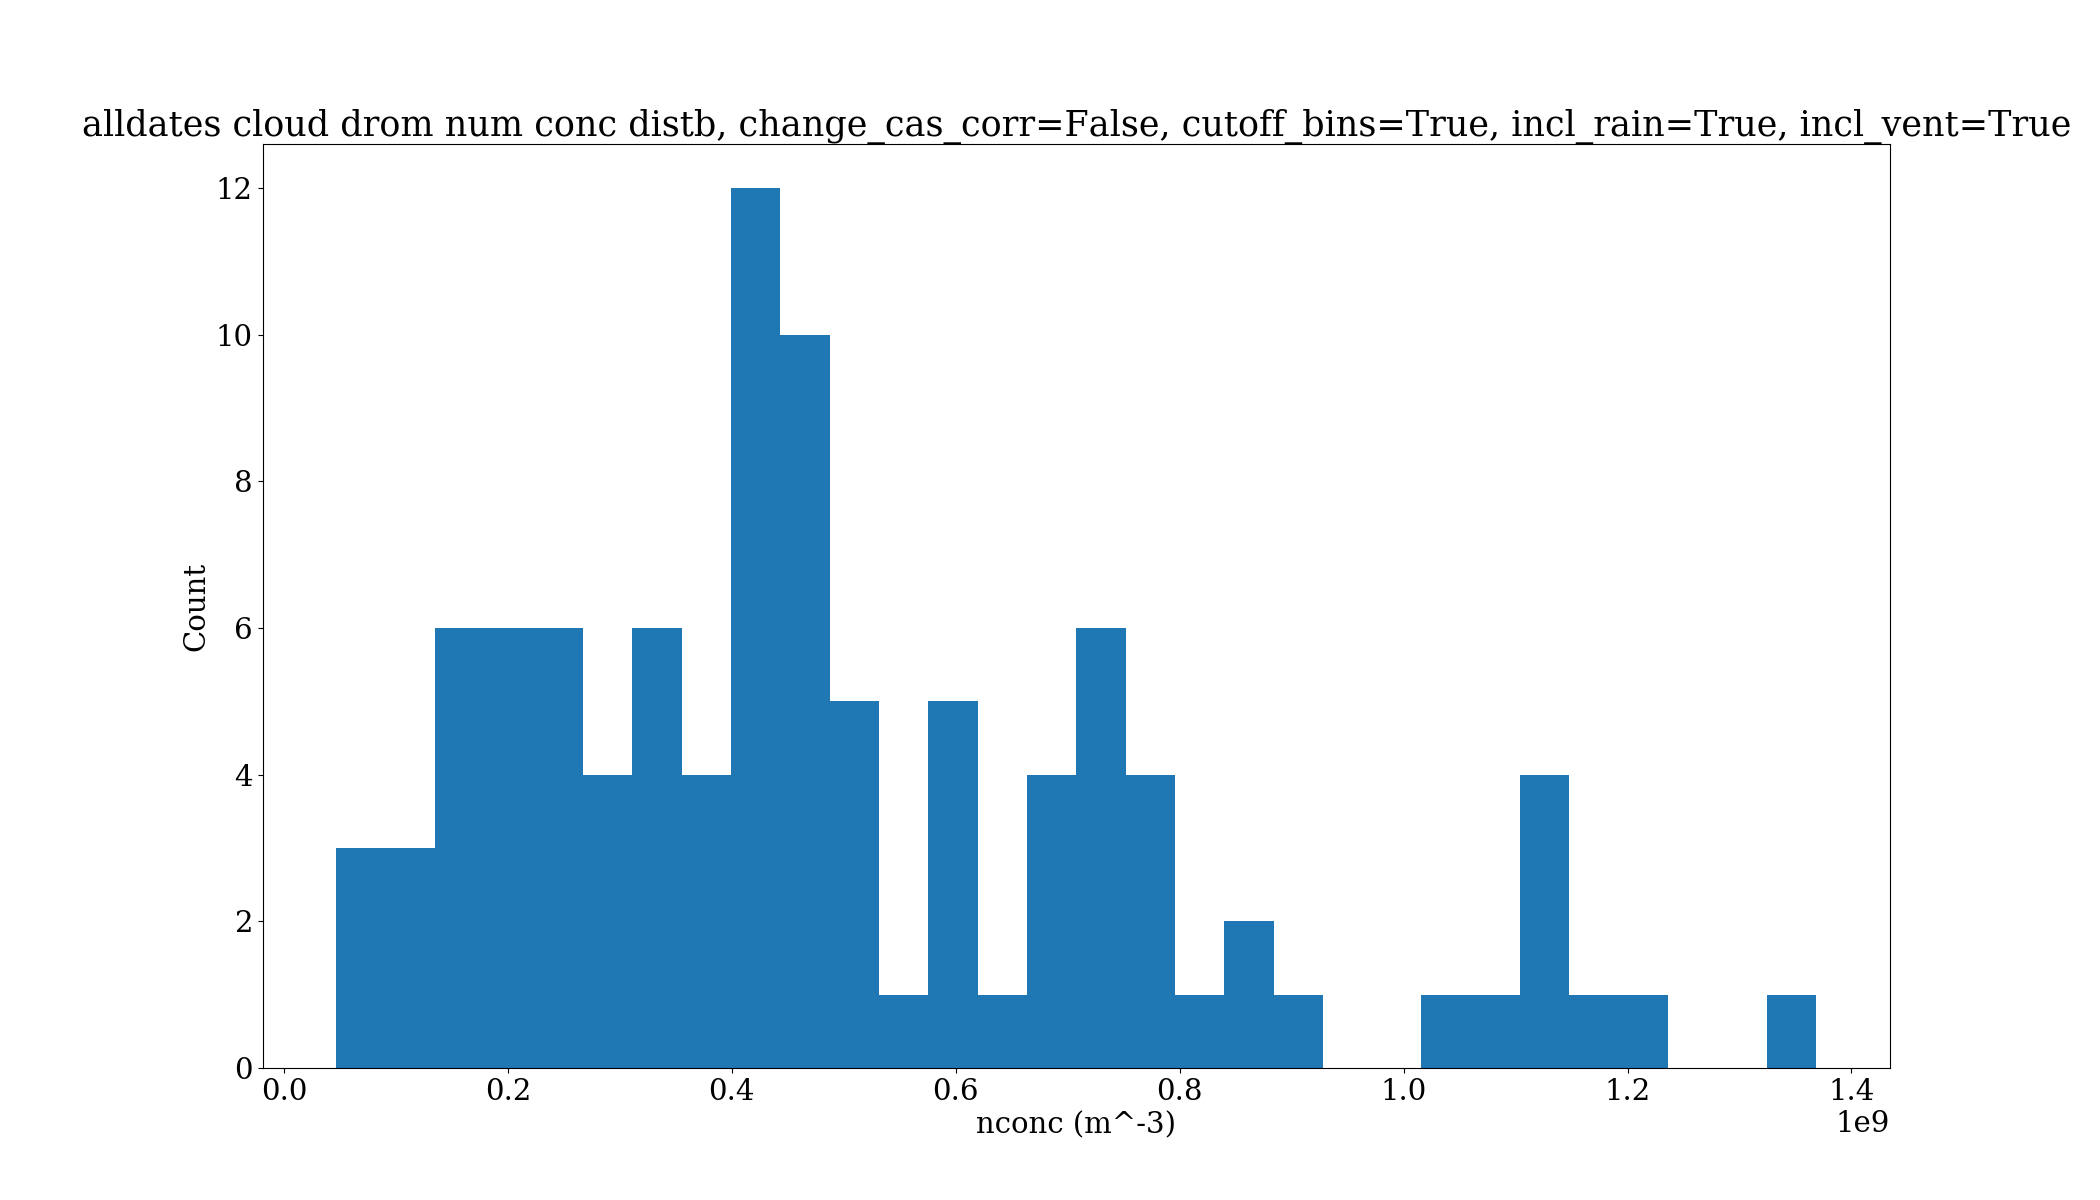 alldates cloud drom num conc distb, change_cas_corr=False, cutoff_bins=True, incl_rain=True, incl_vent=True
12
10
8
6
4
2
0
Count
0.0 0.2 0.4 0.6 0.8 1.0 1.2 1.4
1e9
nconc (m^-3)